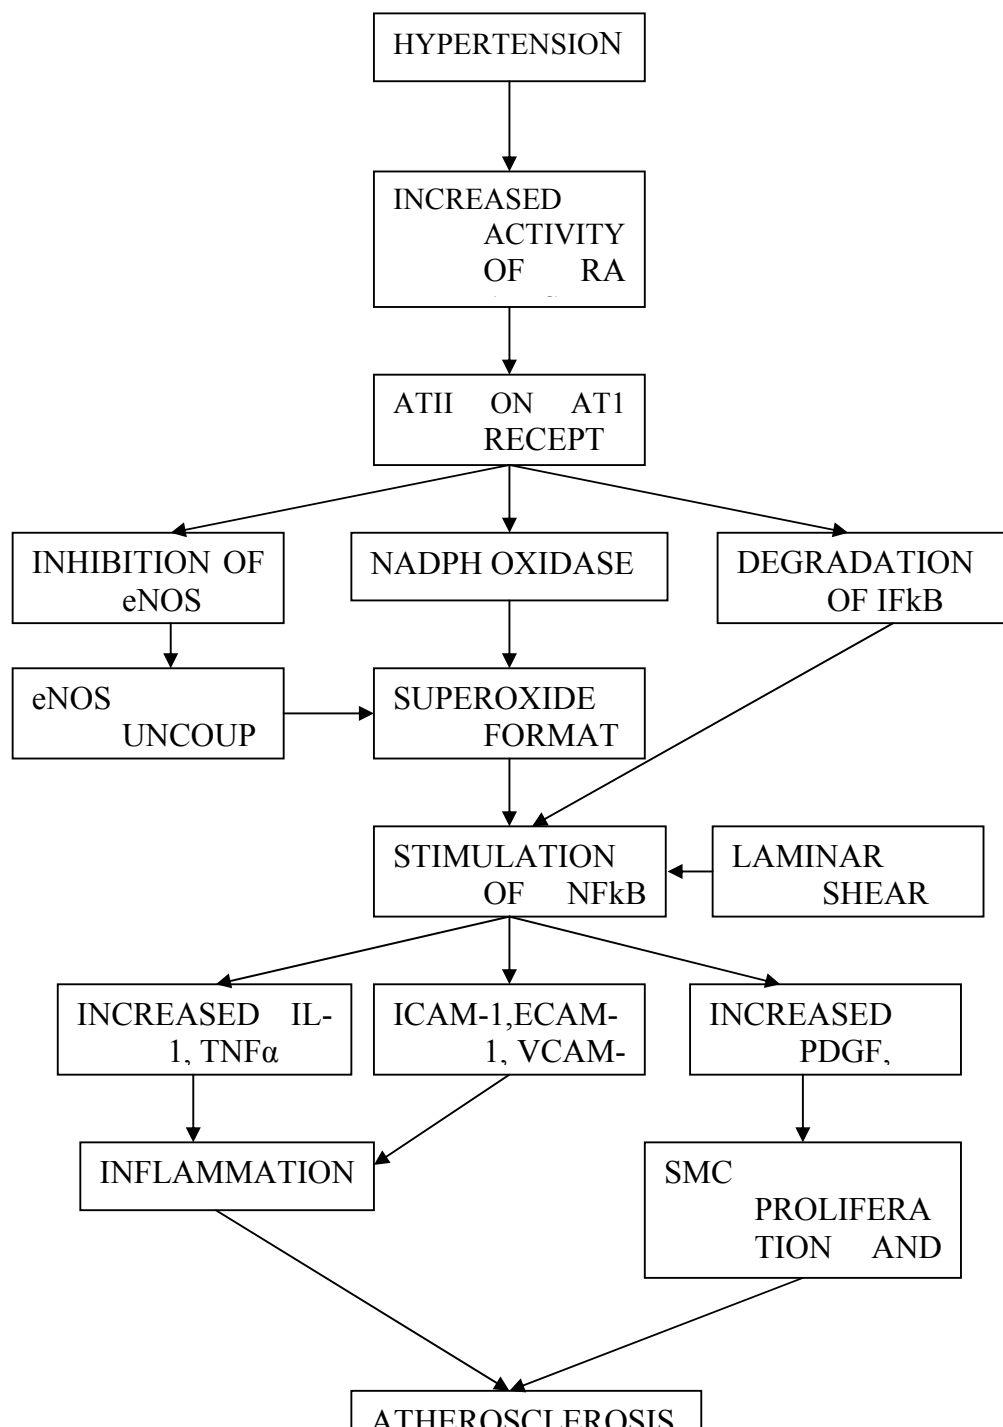 HYPERTENSION
INCREASED
ACTIVITY
OF RA
ATII ON AT1
RECEPT
INHIBITION OF
eNOS
NADPH OXIDASE
DEGRADATION
OF IFkB
eNOS
UNCOUP
SUPEROXIDE
FORMAT
STIMULATION
OF NFkB
LAMINAR
SHEAR
INCREASED IL-
1, TNFα
ICAM-1,ECAM-
1, VCAM-
INCREASED
PDGF,
INFLAMMATION
SMC
PROLIFERA
TION AND
ATHEROSCLEROSIS